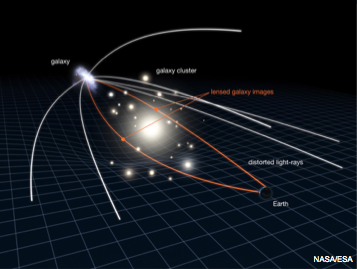 galaxy
galaxy cluster
lensed galaxy images
distorted light-rays
Earth
NASA/ESA